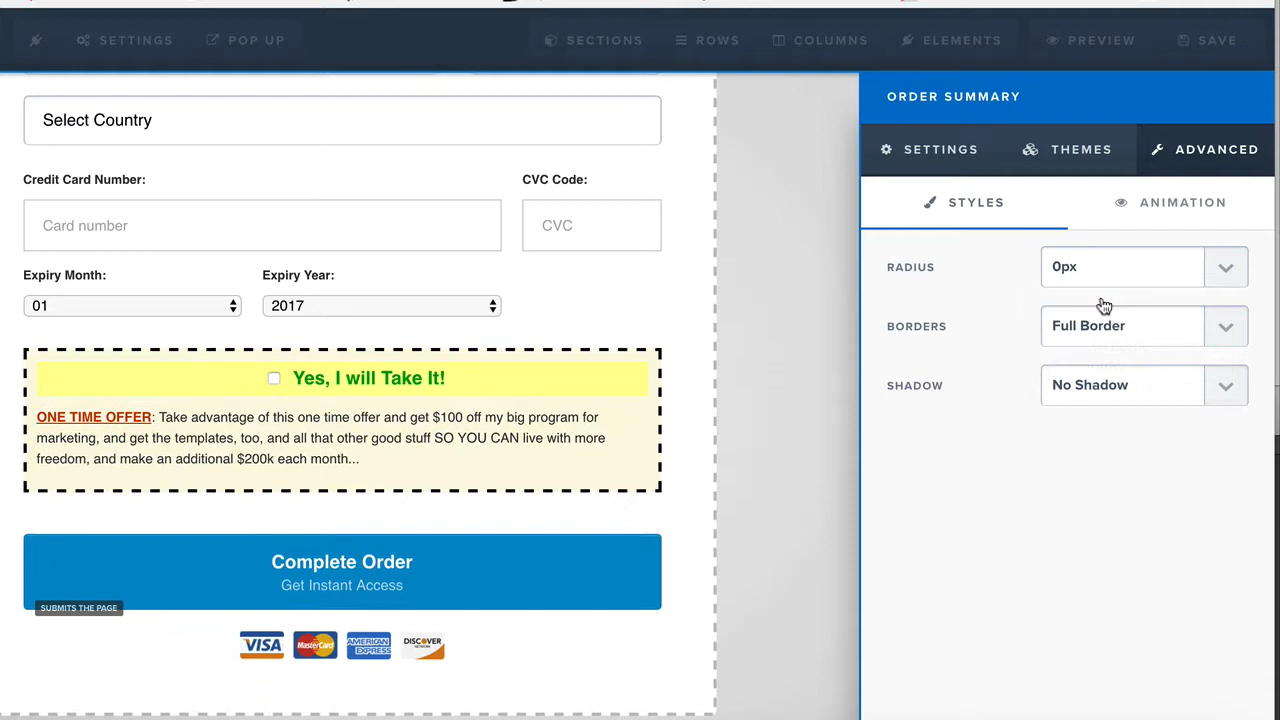 SETTINGS POP UP SECTIONS ROWS COLUMNS ELEMENTS PREVIEW SAVE
ORDER SUMMARY
SETTINGS THEMES ADVANCED
STYLES ANIMATION
RADIUS 0px
BORDERS Full Border
SHADOW No Shadow
Select Country
Credit Card Number: CVC Code:
Card number CVC
Expiry Month: Expiry Year:
01 2017
Yes, I will Take It!
ONE TIME OFFER: Take advantage of this one time offer and get $100 off my big program for
marketing, and get the templates, too, and all that other good stuff SO YOU CAN live with more
freedom, and make an additional $200k each month...
Complete Order
Get Instant Access
SUBMITS THE PAGE
VISA MasterCard AMERICAN EXPRESS DISCOVER NETWORK